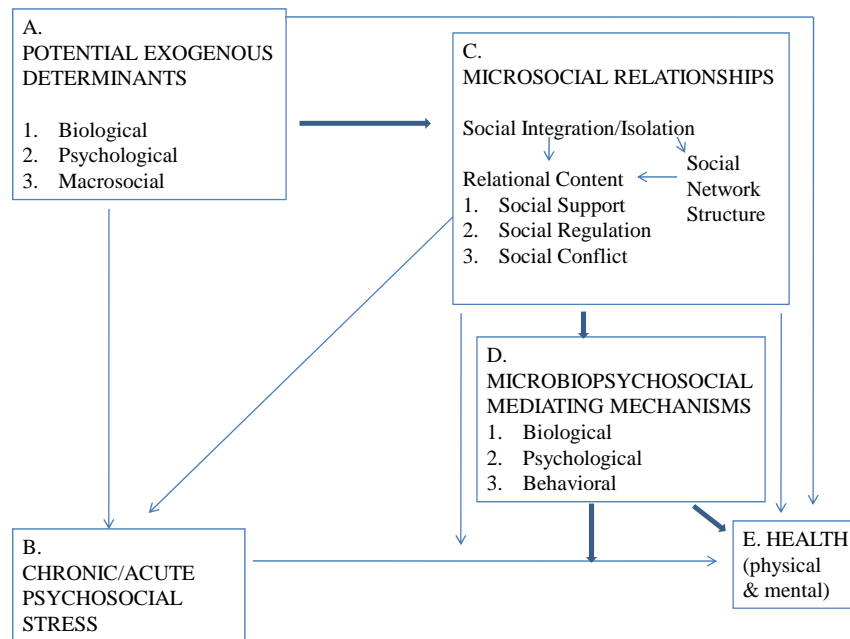 A.
POTENTIAL EXOGENOUS
DETERMINANTS
1. Biological
2. Psychological
3. Macrosocial
C.
MICROSOCIAL RELATIONSHIPS
Social Integration/Isolation
Relational Content
1. Social Support
2. Social Regulation
3. Social Conflict
Social
Network
Structure
D.
MICROBIOPSYCHOSOCIAL
MEDIATING MECHANISMS
1. Biological
2. Psychological
3. Behavioral
B.
CHRONIC/ACUTE
PSYCHOSOCIAL
STRESS
E. HEALTH
(physical
& mental)